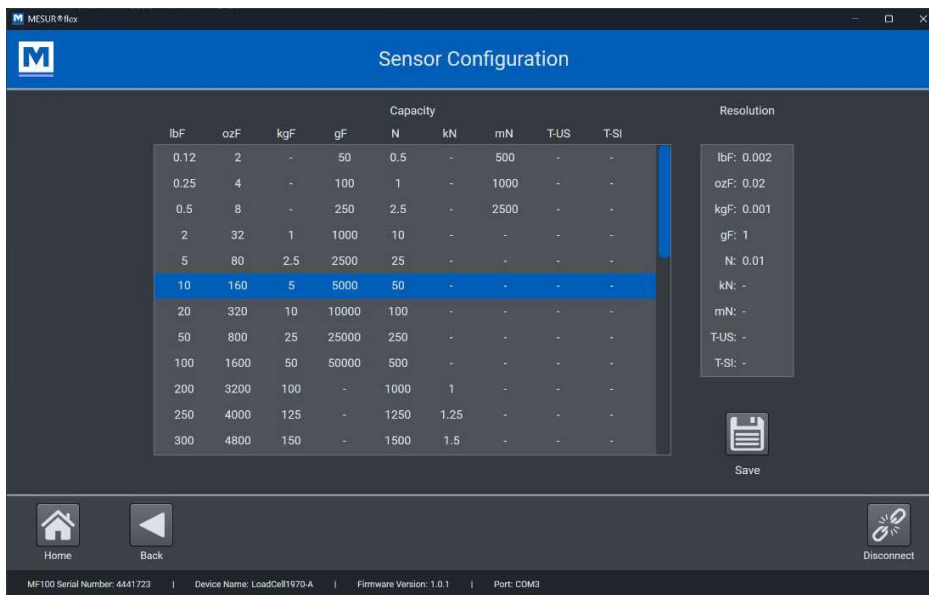 M MESUR®flex
M Sensor Configuration
Capacity Resolution
lbF ozF kgF gF N kN mN T-US T-SI
0.12 2 - 50 0.5 - 500 - - lbF: 0.002
0.25 4 - 100 1 - 1000 - - ozF: 0.02
0.5 8 - 250 2.5 - 2500 - - kgF: 0.001
2 32 1 1000 10 - - - - gF: 1
5 80 2.5 2500 25 - - - - N: 0.01
10 160 5 5000 50 - - - - kN: -
20 320 10 10000 100 - - - - mN: -
50 800 25 25000 250 - - - - T-US: -
100 1600 50 50000 500 - - - - T-SI: -
200 3200 100 - 1000 1 - - -
250 4000 125 - 1250 1.25 - - -
300 4800 150 - 1500 1.5 - - -
Save
Home Back Disconnect
MF100 Serial Number: 4441723 | Device Name: LoadCell1970-A | Firmware Version: 1.0.1 | Port: COM3